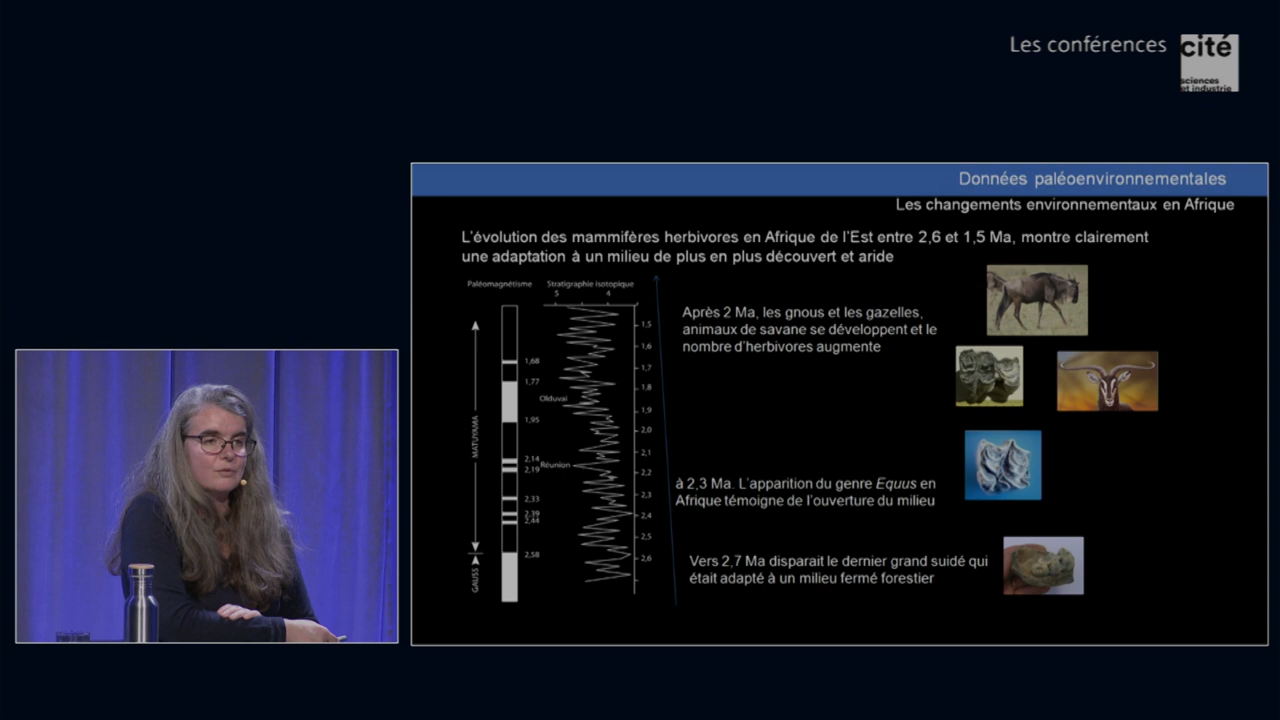 Les conférences
cité
sciences
et industrie
Données paléoenvironnementales
Les changements environnementaux en Afrique
L'évolution des mammifères herbivores en Afrique de l'Est entre 2,6 et 1,5 Ma, montre clairement
une adaptation à un milieu de plus en plus découvert et aride
Paléomagnétisme
Stratigraphie isotopique
5 4
Après 2 Ma, les gnous et les gazelles,
animaux de savane se développent et le
nombre d'herbivores augmente
MATUYAMA
GAUSS
1,68
1,77
1,95
2,14
2,19
2,33
2,39
2,44
2,58
Olduvai
Réunion
1,5
1,6
1,7
1,8
1,9
2,0
2,1
2,2
2,3
2,4
2,5
2,6
à 2,3 Ma. L'apparition du genre Equus en
Afrique témoigne de l'ouverture du milieu
Vers 2,7 Ma disparait le dernier grand suidé qui
était adapté à un milieu fermé forestier